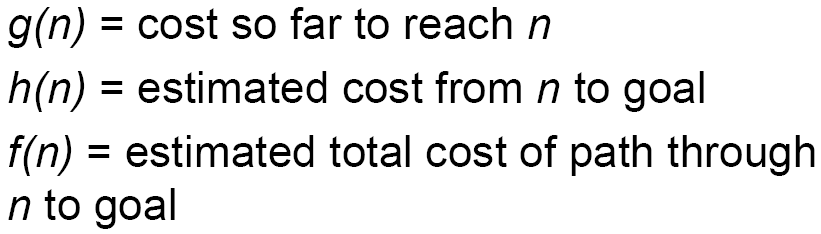 g(n) = cost so far to reach n
h(n) = estimated cost from n to goal
f(n) = estimated total cost of path through
n to goal